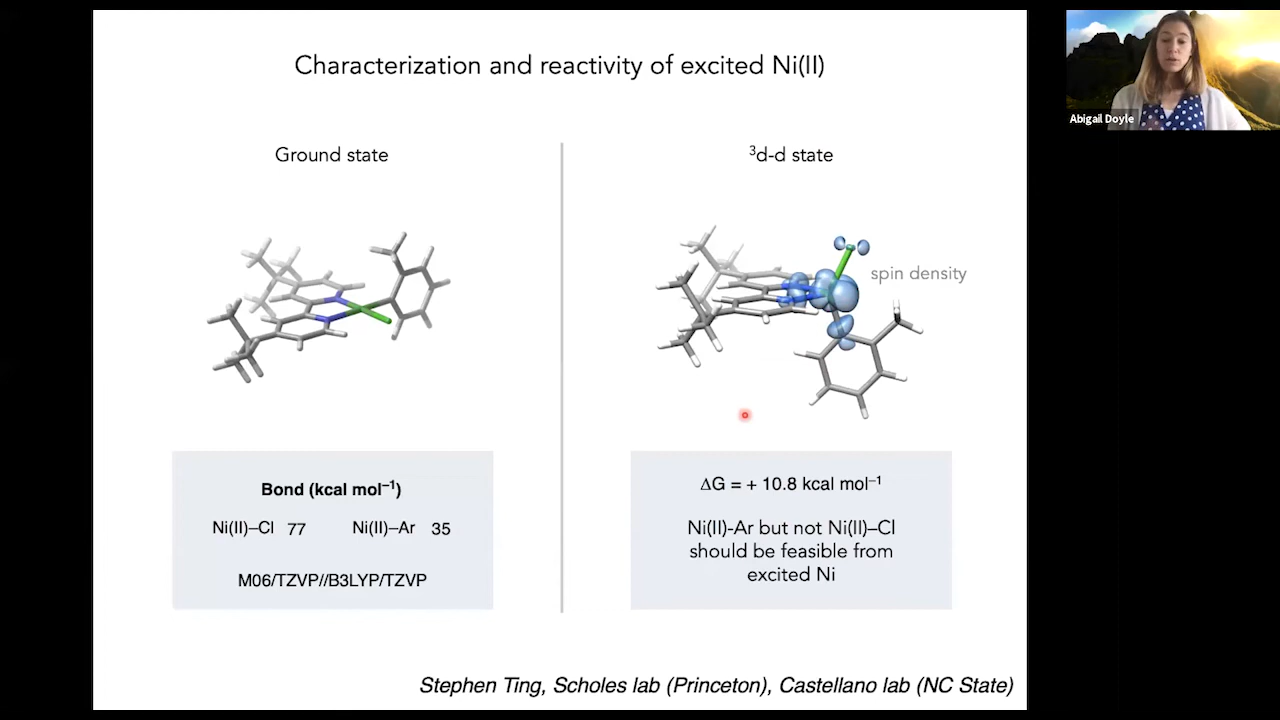 Characterization and reactivity of excited Ni(II)
Abigail Doyle
Ground state
³d-d state
spin density
Bond (kcal mol⁻¹)
Ni(II)–Cl 77 Ni(II)–Ar 35
M06/TZVP//B3LYP/TZVP
ΔG = + 10.8 kcal mol⁻¹
Ni(II)-Ar but not Ni(II)–Cl
should be feasible from
excited Ni
Stephen Ting, Scholes lab (Princeton), Castellano lab (NC State)